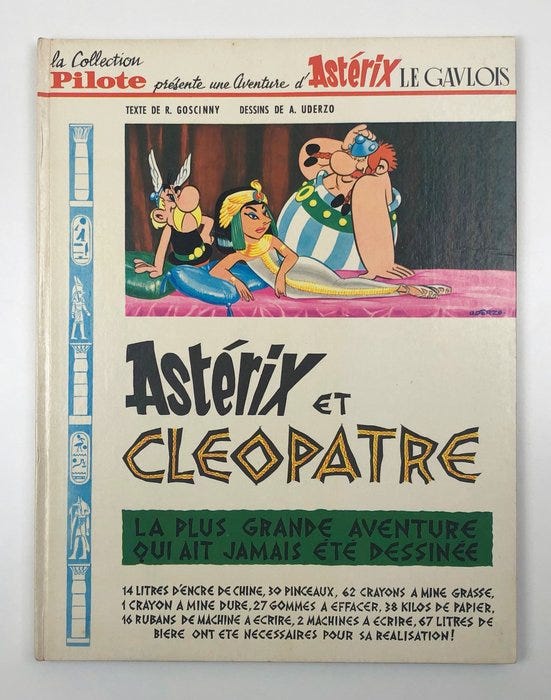 la Collection
Pilote présente une Aventure d'Astérix LE GAVLOIS
TEXTE DE R. GOSCINNY DESSINS DE A. UDERZO
UDERZO
Astérix ET
CLEOPATRE
LA PLUS GRANDE AVENTURE
QUI AIT JAMAIS ÉTÉ DESSINÉE
14 LITRES D'ENCRE DE CHINE, 30 PINCEAUX, 62 CRAYONS A MINE GRASSE,
1 CRAYON A MINE DURE, 27 GOMMES A EFFACER, 38 KILOS DE PAPIER,
16 RUBANS DE MACHINE A ECRIRE, 2 MACHINES A ECRIRE, 67 LITRES DE
BIERE ONT ETE NECESSAIRES POUR SA REALISATION!